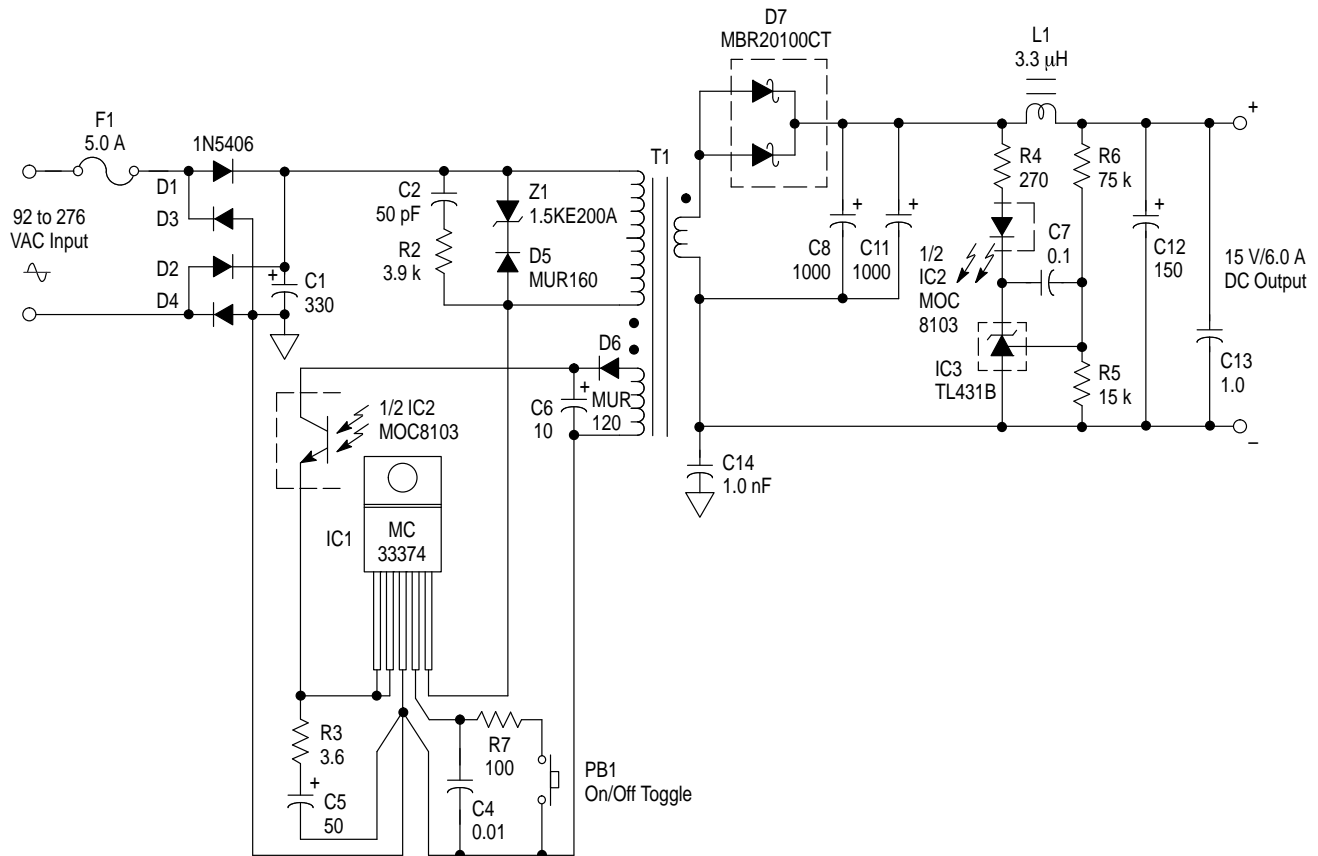 D7
MBR20100CT
L1
3.3 μH
F1
5.0 A
1N5406
+
T1
D1
D3
D2
D4
92 to 276
VAC Input
C2
50 pF
R2
3.9 k
Z1
1.5KE200A
D5
MUR160
+
C1
330
+
C8
1000
+
C11
1000
R4
270
R6
75 k
C7
0.1
1/2
IC2
MOC
8103
+
C12
150
15 V/6.0 A
DC Output
IC3
TL431B
R5
15 k
C13
1.0
–
D6
MUR
120
+
C6
10
1/2 IC2
MOC8103
C14
1.0 nF
IC1
MC
33374
R3
3.6
+
C5
50
R7
100
C4
0.01
PB1
On/Off Toggle